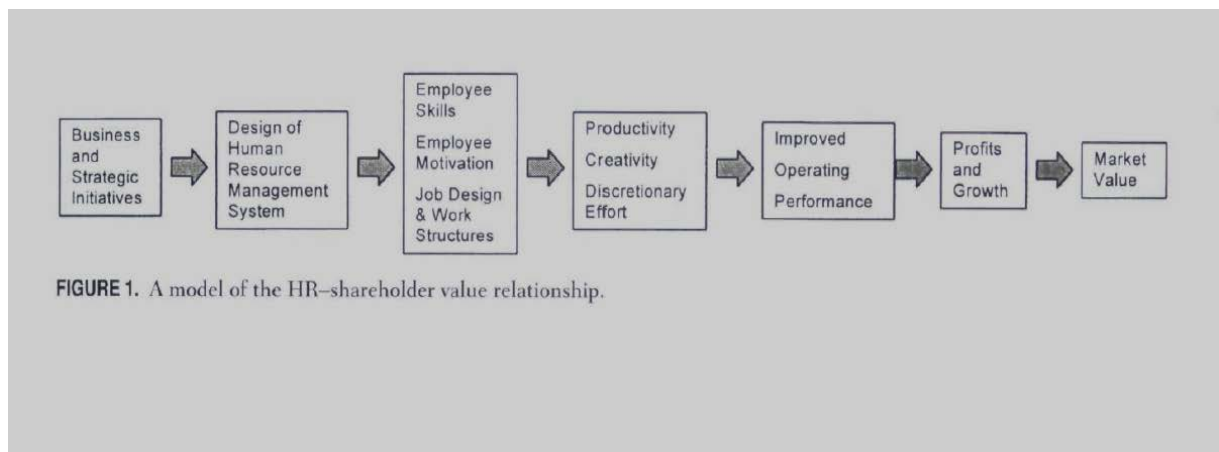 Business
and
Strategic
Initiatives
Design of
Human
Resource
Management
System
Employee
Skills
Employee
Motivation
Job Design
& Work
Structures
Productivity
Creativity
Discretionary
Effort
Improved
Operating
Performance
Profits
and
Growth
Market
Value
FIGURE 1. A model of the HR–shareholder value relationship.